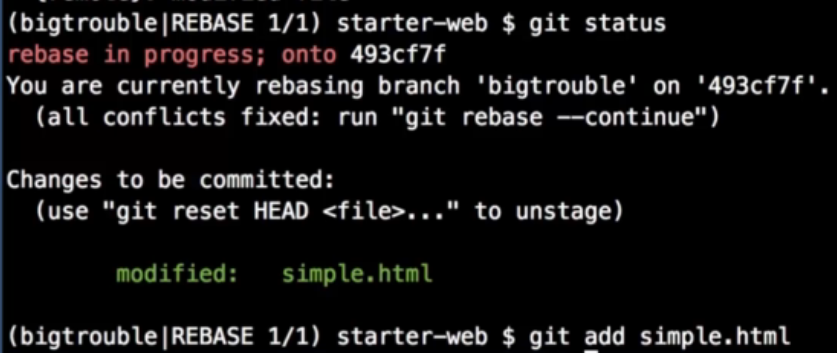 (bigtrouble|REBASE 1/1) starter-web $ git status
rebase in progress; onto 493cf7f
You are currently rebasing branch 'bigtrouble' on '493cf7f'.
(all conflicts fixed: run "git rebase --continue")
Changes to be committed:
(use "git reset HEAD <file>..." to unstage)
modified: simple.html
(bigtrouble|REBASE 1/1) starter-web $ git add simple.html